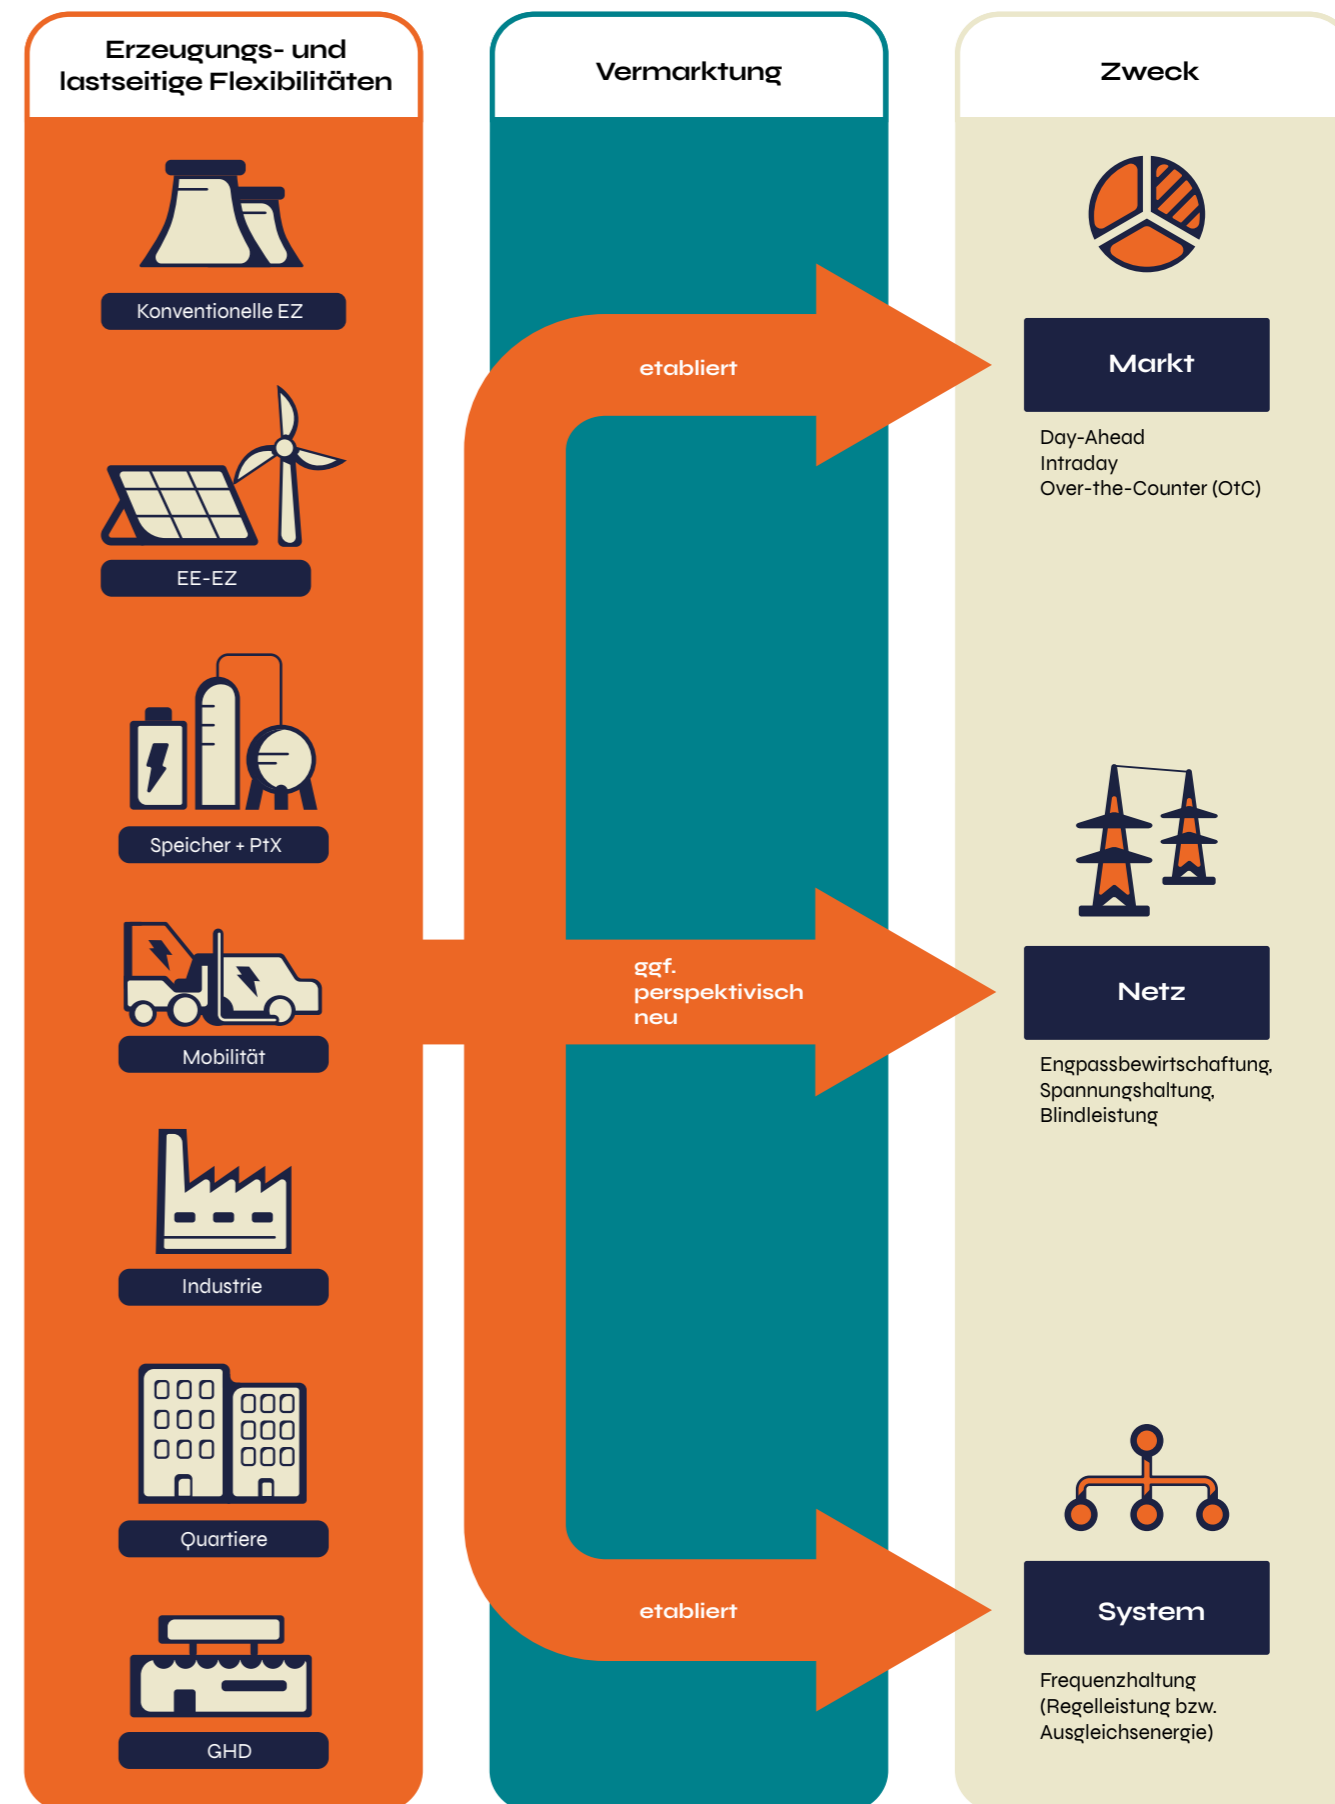 Erzeugungs- und
lastseitige Flexibilitäten
Konventionelle EZ
EE-EZ
Speicher + PtX
Mobilität
Industrie
Quartiere
GHD
Vermarktung
etabliert
ggf.
perspektivisch
neu
etabliert
Zweck
Markt
Day-Ahead
Intraday
Over-the-Counter (OtC)
Netz
Engpassbewirtschaftung,
Spannungshaltung,
Blindleistung
System
Frequenzhaltung
(Regelleistung bzw.
Ausgleichsenergie)